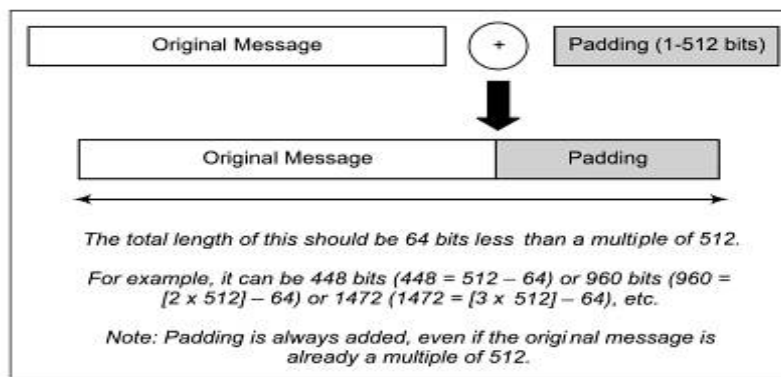 Original Message + Padding (1-512 bits)
Original Message Padding
The total length of this should be 64 bits less than a multiple of 512.
For example, it can be 448 bits (448 = 512 – 64) or 960 bits (960 =
[2 x 512] – 64) or 1472 (1472 = [3 x 512] – 64), etc.
Note: Padding is always added, even if the original message is
already a multiple of 512.